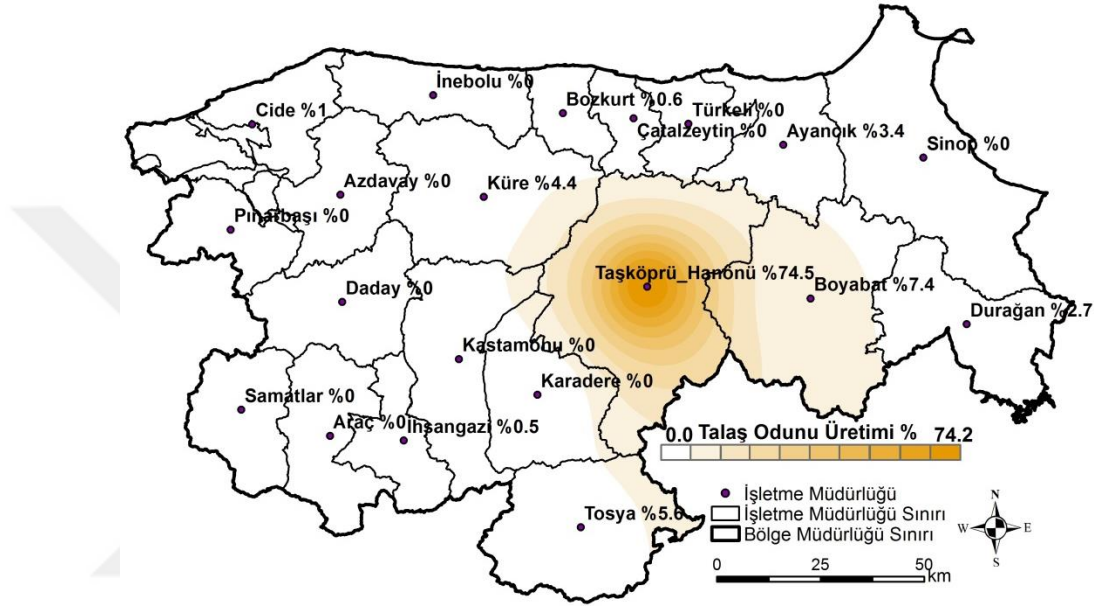 İnebolu %0
Cide %1
Bozkurt %0.6
Türkeli %0
Çatalzeytin %0
Ayancık %3.4
Sinop %0
Azdavay %0
Küre %4.4
Pınarbaşı %0
Taşköprü_Hanönü %74.5
Boyabat %7.4
Daday %0
Durağan %2.7
Kastamonu %0
Karadere %0
Samatlar %0
Araç %0
İhsangazi %0.5
Tosya %5.6
0.0 Talaş Odunu Üretimi % 74.2
İşletme Müdürlüğü
İşletme Müdürlüğü Sınırı
Bölge Müdürlüğü Sınırı
N
W E
S
0 25 50
km